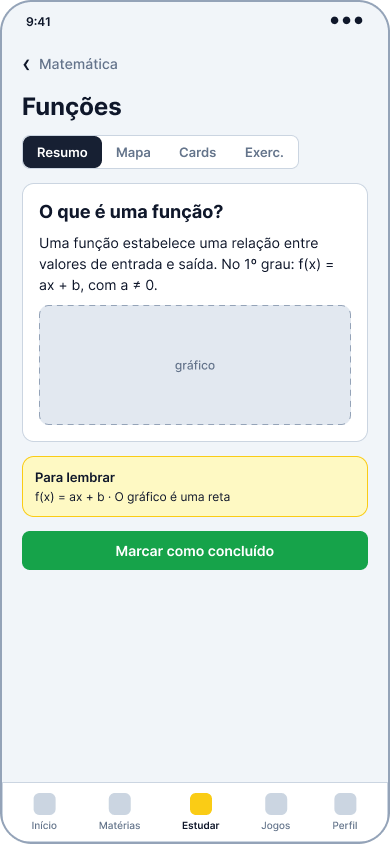 9:41
Matemática
Funções
Resumo Mapa Cards Exerc.
O que é uma função?
Uma função estabelece uma relação entre
valores de entrada e saída. No 1º grau: f(x) =
ax + b, com a ≠ 0.
gráfico
Para lembrar
f(x) = ax + b · O gráfico é uma reta
Marcar como concluído
Início Matérias Estudar Jogos Perfil